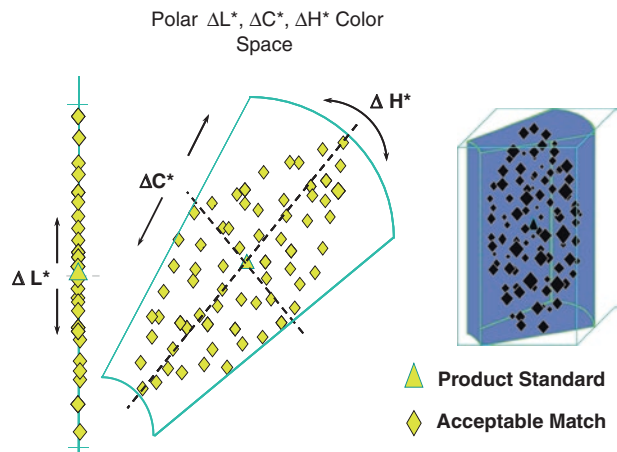 Polar ΔL*, ΔC*, ΔH* Color
Space
Δ H*
ΔC*
Δ L*
Product Standard
Acceptable Match